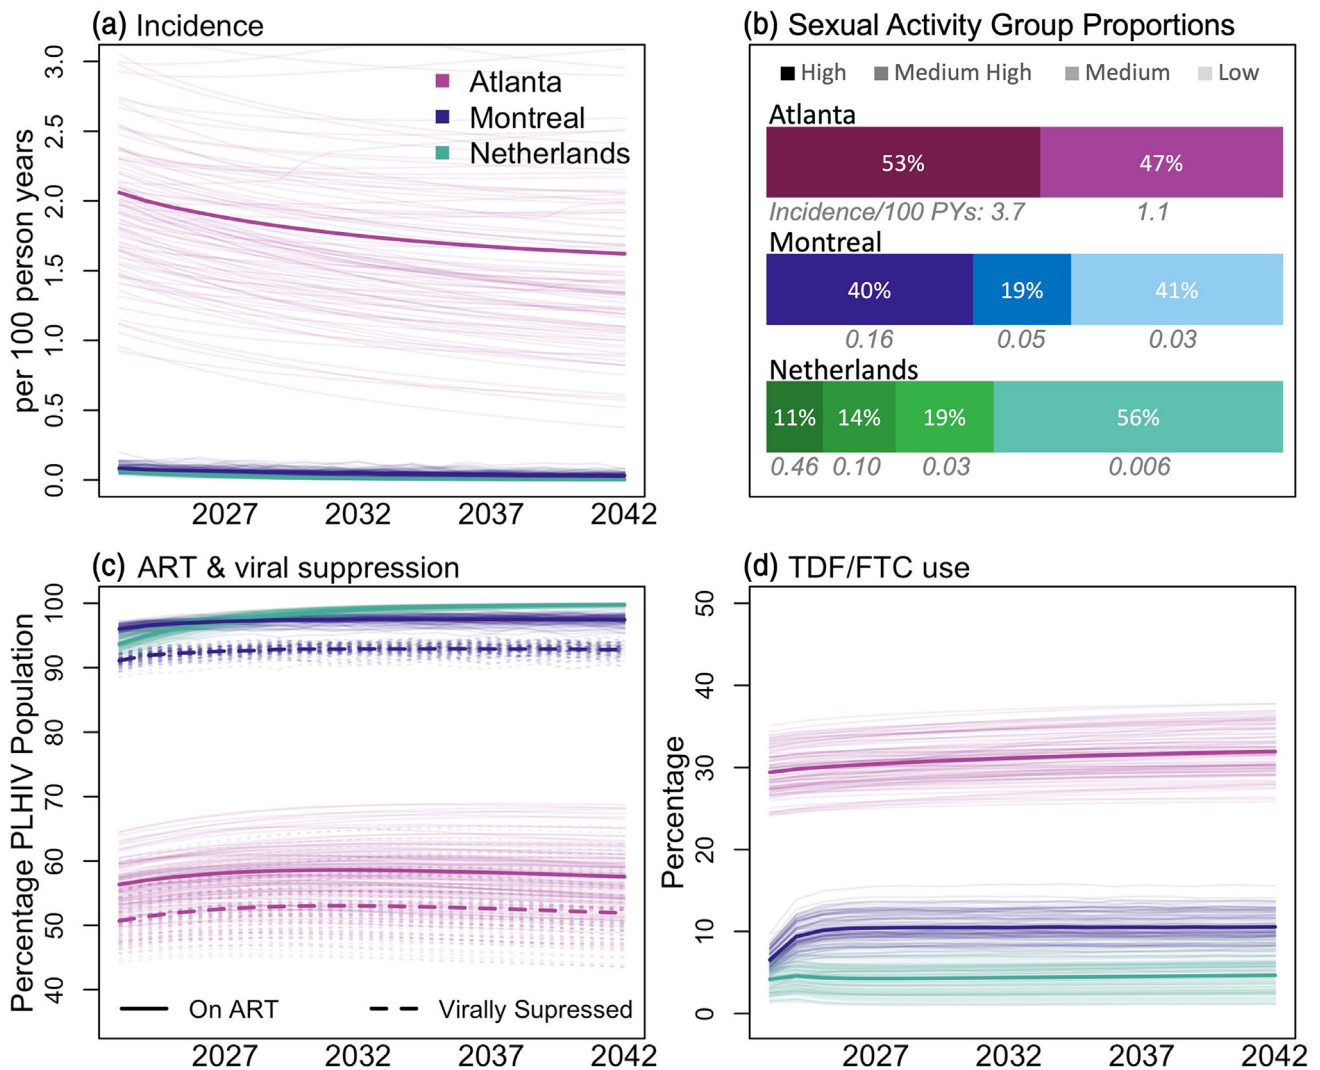 (a) Incidence
per 100 person years
3.0
2.5
2.0
1.5
1.0
0.5
0.0
Atlanta
Montreal
Netherlands
2027 2032 2037 2042
(b) Sexual Activity Group Proportions
High Medium High Medium Low
Atlanta
53% 47%
Incidence/100 PYs: 3.7 1.1
Montreal
40% 19% 41%
0.16 0.05 0.03
Netherlands
11% 14% 19% 56%
0.46 0.10 0.03 0.006
(c) ART & viral suppression
Percentage PLHIV Population
100
90
80
70
60
50
40
On ART Virally Supressed
2027 2032 2037 2042
(d) TDF/FTC use
Percentage
50
40
30
20
10
0
2027 2032 2037 2042